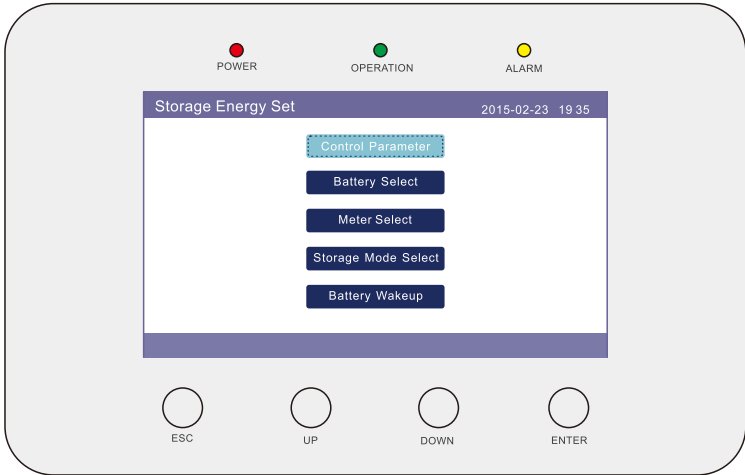 POWER OPERATION ALARM
Storage Energy Set 2015-02-23 19 35
Control Parameter
Battery Select
Meter Select
Storage Mode Select
Battery Wakeup
ESC UP DOWN ENTER